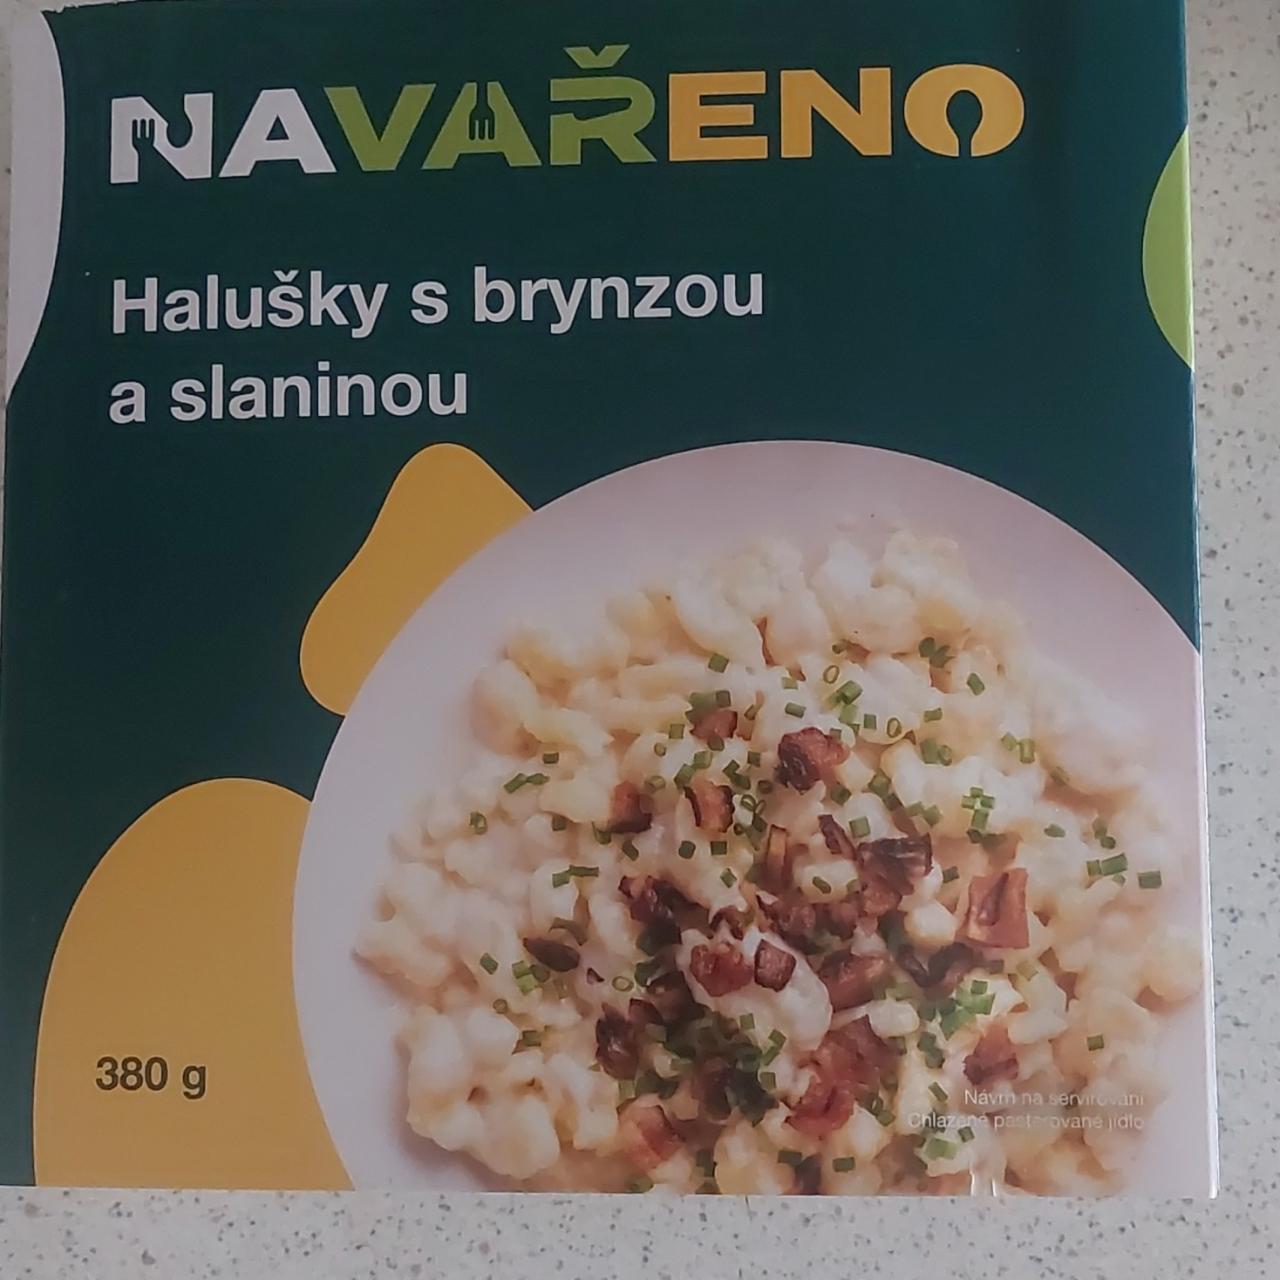 NAVAŘENO
Halušky s brynzou
a slaninou
380 g
Návrh na servírování
Chlazené pasterované jídlo